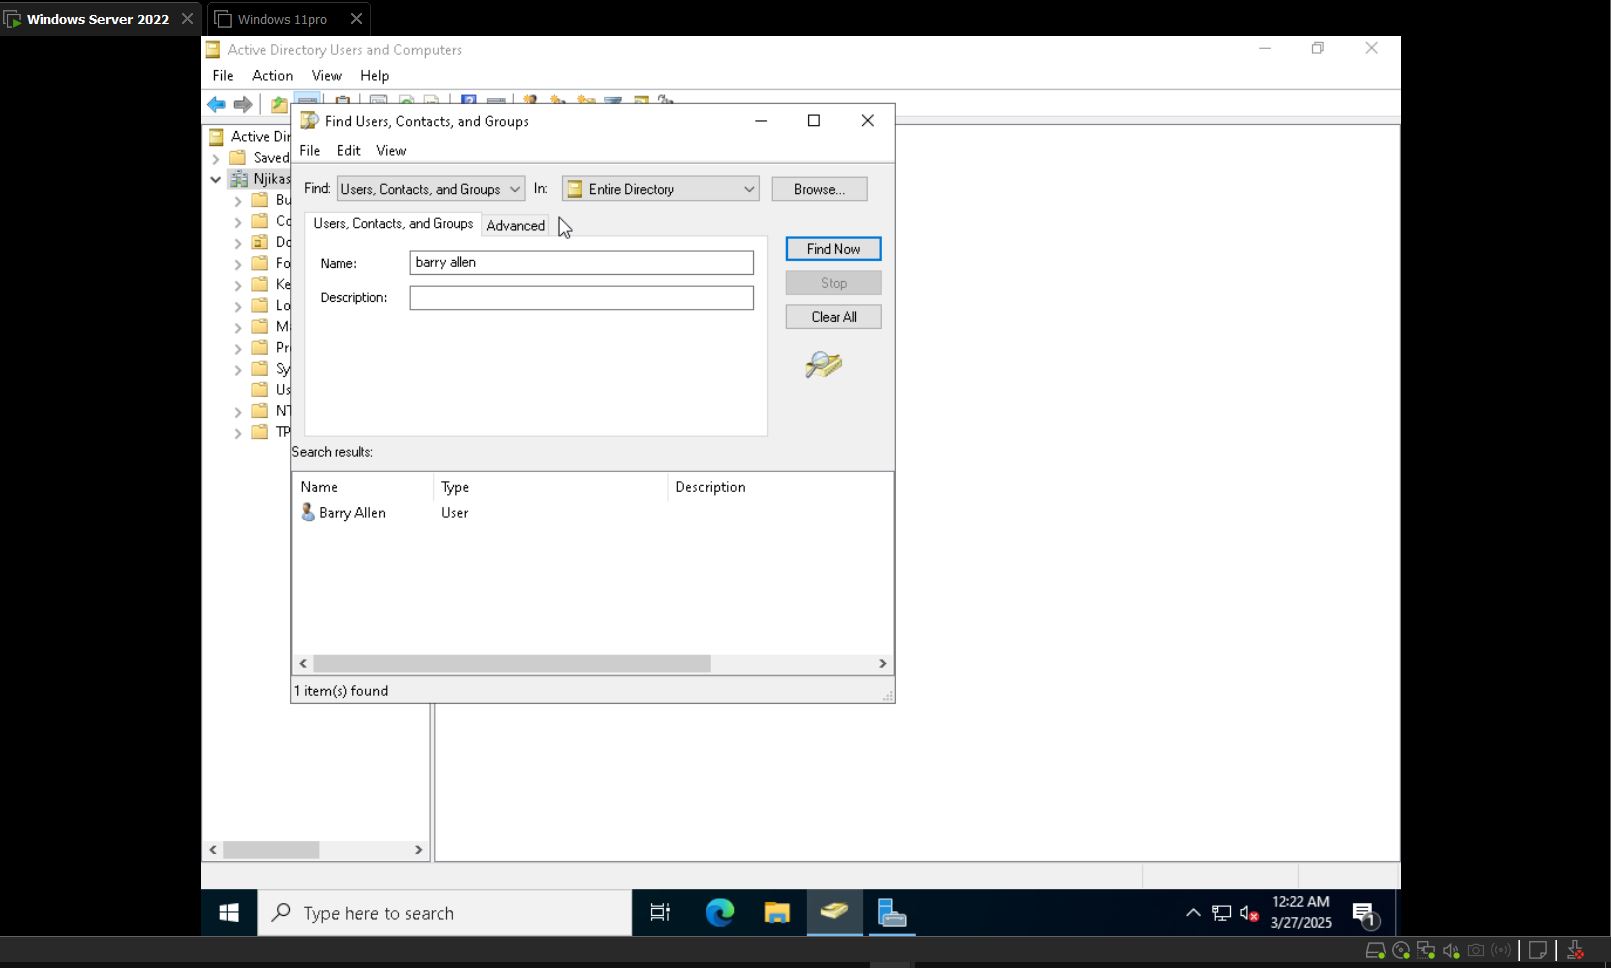 Windows Server 2022
Windows 11pro
Active Directory Users and Computers
File Action View Help
Find Users, Contacts, and Groups
File Edit View
Active Dir
Saved
Njikas
Bu
Co
Do
Fo
Ke
Lo
Ma
Pro
Sy
Us
NT
TP
Find: Users, Contacts, and Groups In: Entire Directory Browse...
Users, Contacts, and Groups Advanced
Name: barry allen
Description:
Find Now
Stop
Clear All
Search results:
Name Type Description
Barry Allen User
1 item(s) found
Type here to search
12:22 AM
3/27/2025
1